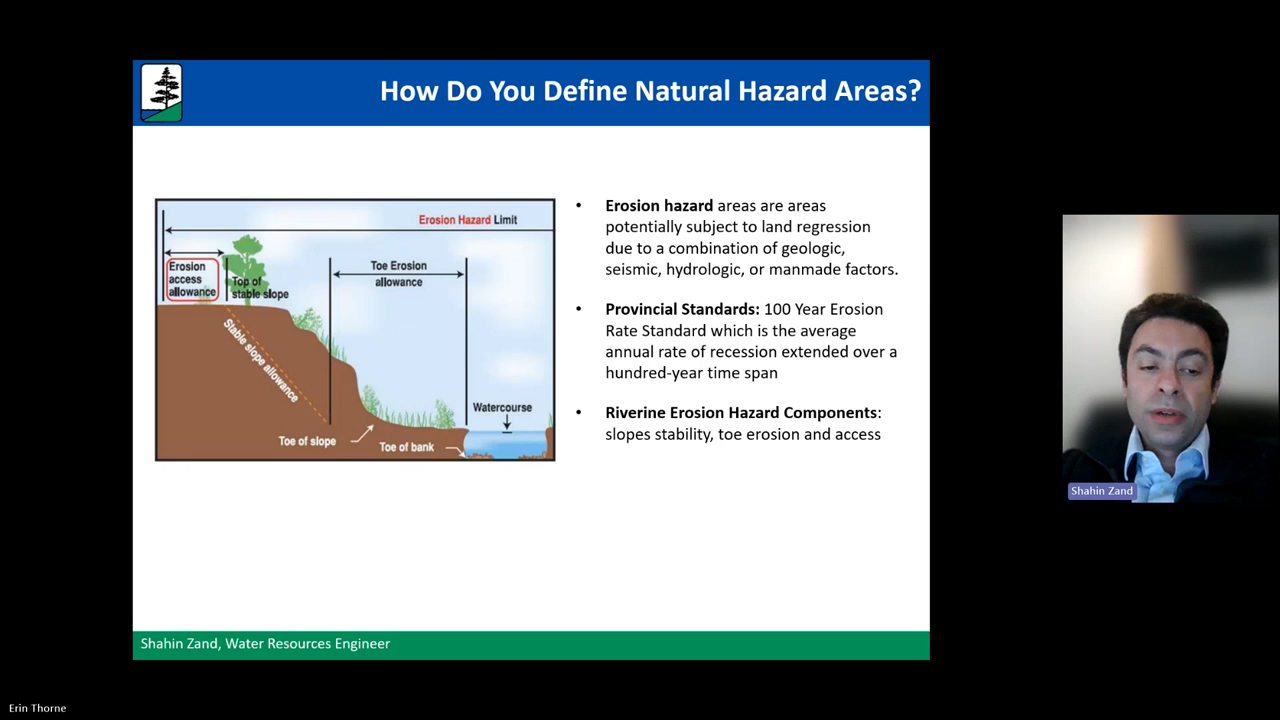 How Do You Define Natural Hazard Areas?
Erosion Hazard Limit
Erosion
access
allowance
Top of
stable slope
Toe Erosion
allowance
Stable slope allowance
Watercourse
Toe of slope
Toe of bank
• Erosion hazard areas are areas
potentially subject to land regression
due to a combination of geologic,
seismic, hydrologic, or manmade factors.
• Provincial Standards: 100 Year Erosion
Rate Standard which is the average
annual rate of recession extended over a
hundred-year time span
• Riverine Erosion Hazard Components:
slopes stability, toe erosion and access
Shahin Zand
Shahin Zand, Water Resources Engineer
Erin Thorne